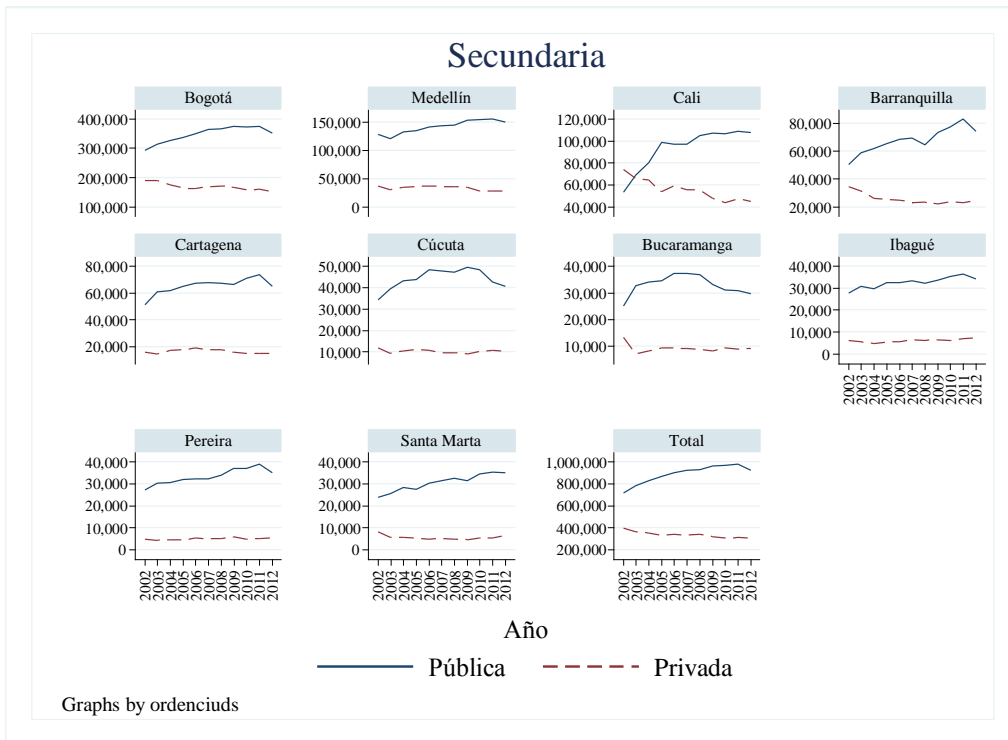 Secundaria
Bogotá
400,000
300,000
200,000
100,000
Medellín
150,000
100,000
50,000
0
Cali
120,000
100,000
80,000
60,000
40,000
Barranquilla
80,000
60,000
40,000
20,000
Cartagena
80,000
60,000
40,000
20,000
Cúcuta
50,000
40,000
30,000
20,000
10,000
Bucaramanga
40,000
30,000
20,000
10,000
Ibagué
40,000
30,000
20,000
10,000
0
2002 2003 2004 2005 2006 2007 2008 2009 2010 2011 2012
Pereira
40,000
30,000
20,000
10,000
0
2002 2003 2004 2005 2006 2007 2008 2009 2010 2011 2012
Santa Marta
40,000
30,000
20,000
10,000
0
2002 2003 2004 2005 2006 2007 2008 2009 2010 2011 2012
Total
1,000,000
800,000
600,000
400,000
200,000
2002 2003 2004 2005 2006 2007 2008 2009 2010 2011 2012
Año
Pública Privada
Graphs by ordenciuds